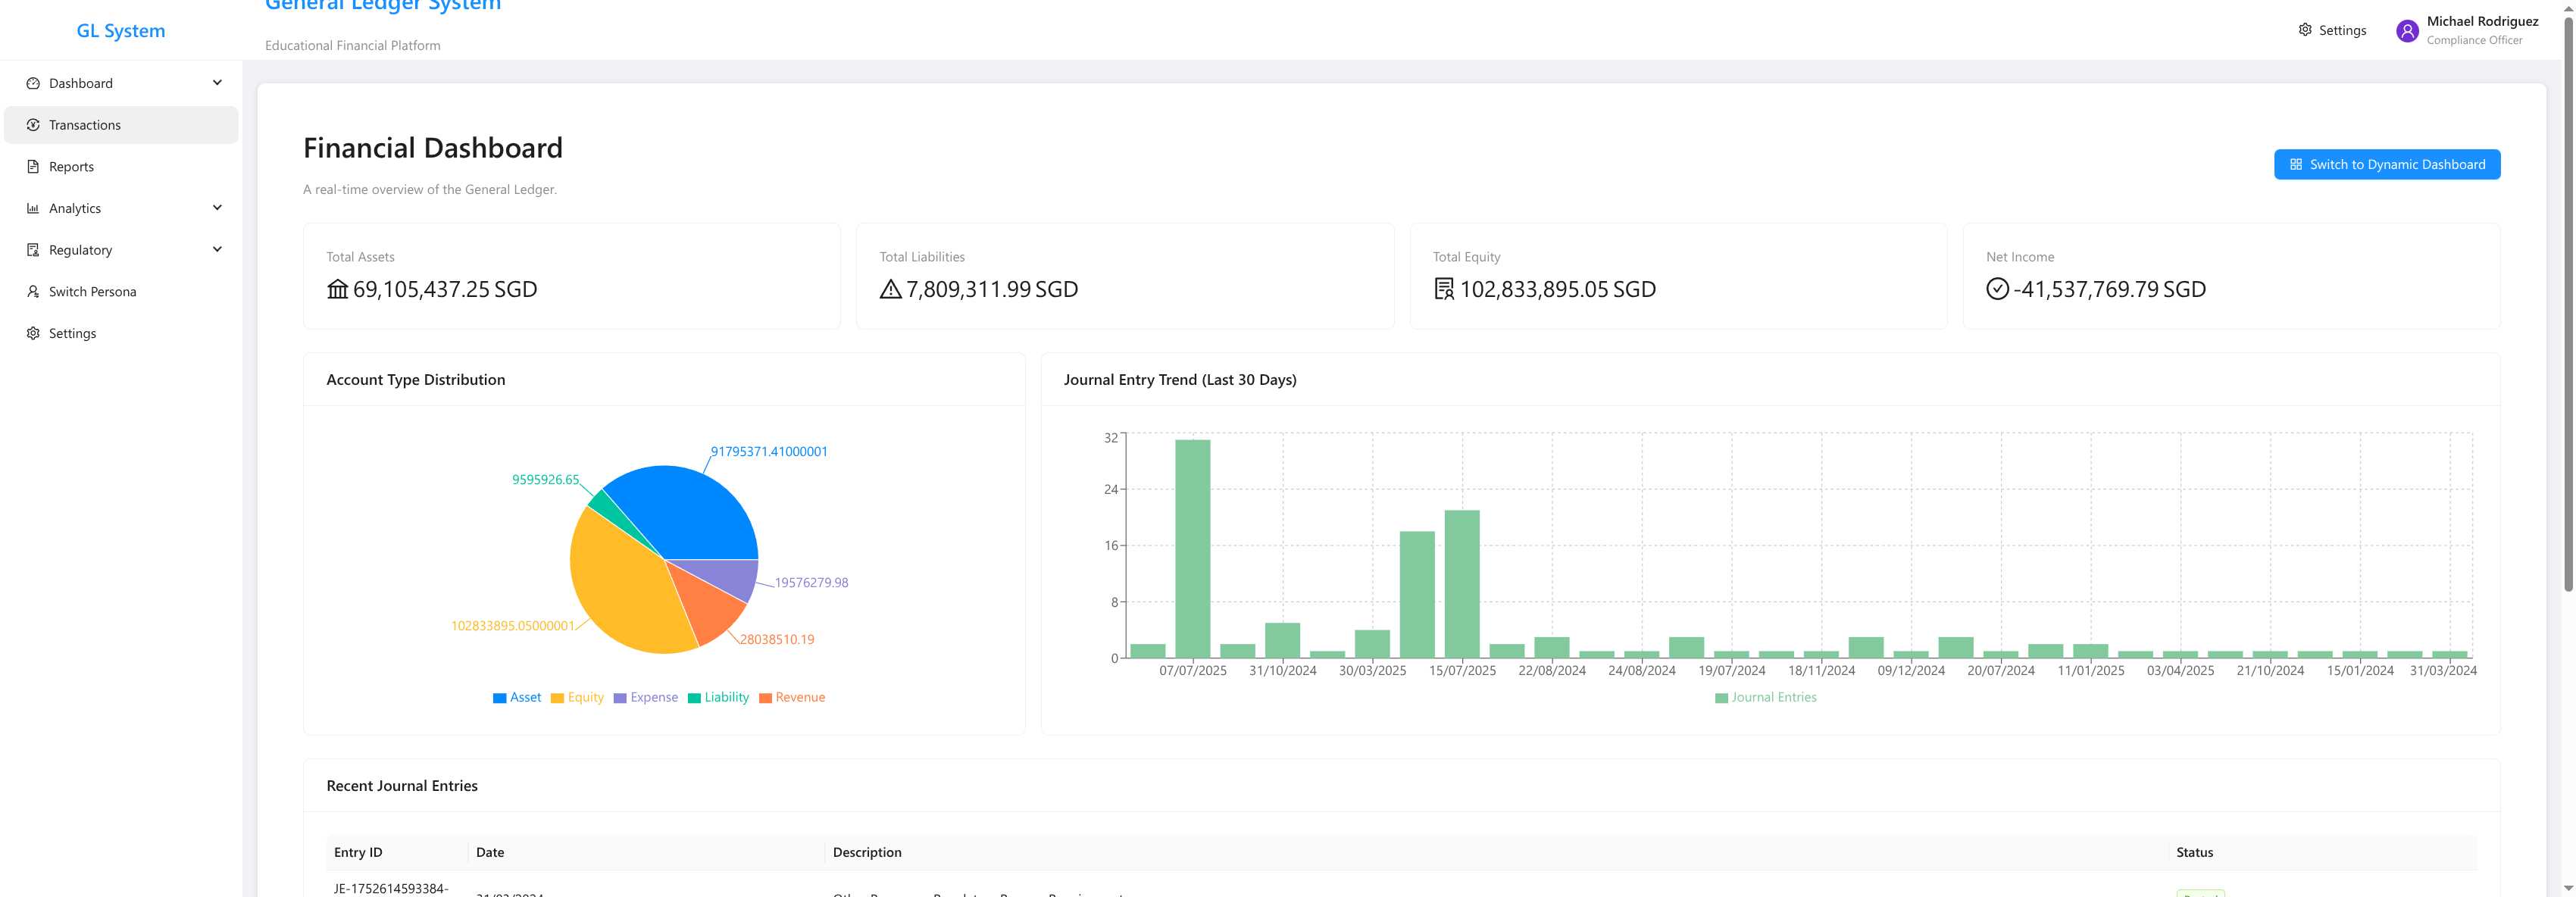 GL System
General Ledger System
Educational Financial Platform
Settings
Michael Rodriguez
Compliance Officer
Dashboard
Transactions
Reports
Analytics
Regulatory
Switch Persona
Settings
Financial Dashboard
A real-time overview of the General Ledger.
Switch to Dynamic Dashboard
Total Assets
69,105,437.25 SGD
Total Liabilities
7,809,311.99 SGD
Total Equity
102,833,895.05 SGD
Net Income
-41,537,769.79 SGD
Account Type Distribution
91795371.41000001
9595926.65
19576279.98
102833895.05000001
28038510.19
Asset Equity Expense Liability Revenue
Journal Entry Trend (Last 30 Days)
32
24
16
8
0
07/07/2025 31/10/2024 30/03/2025 15/07/2025 22/08/2024 24/08/2024 19/07/2024 18/11/2024 09/12/2024 20/07/2024 11/01/2025 03/04/2025 21/10/2024 15/01/2024 31/03/2024
Journal Entries
Recent Journal Entries
Entry ID Date Description Status
JE-1752614593384-